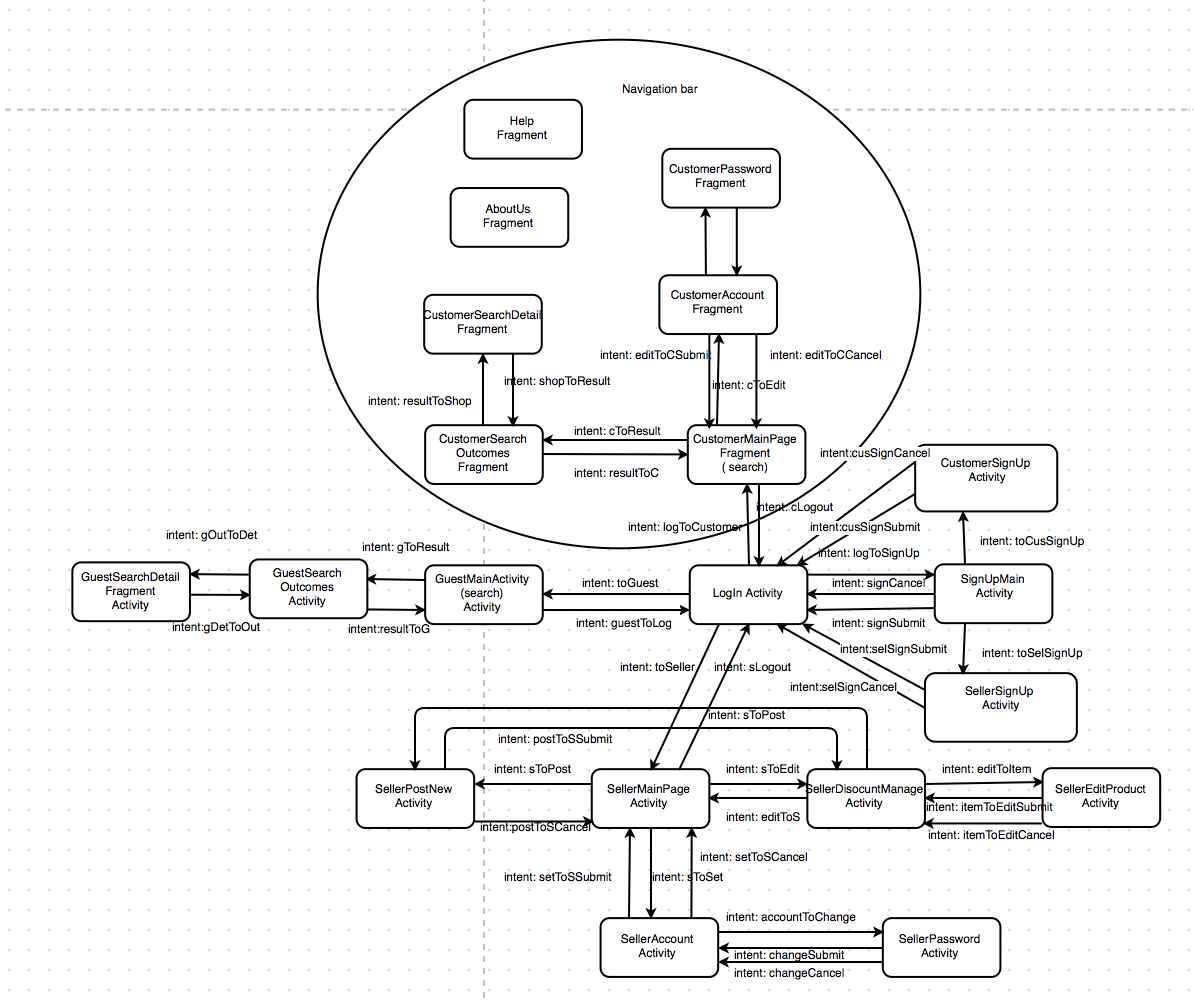 Navigation bar
Help
Fragment
CustomerPassword
Fragment
AboutUs
Fragment
CustomerAccount
Fragment
CustomerSearchDetail
Fragment
intent: editToCSubmit
intent: editToCCancel
intent: shopToResult
intent: cToEdit
intent: resultToShop
intent: cToResult
CustomerSearch
Outcomes
Fragment
CustomerMainPage
Fragment
( search)
intent: resultToC
intent:cusSignCancel
CustomerSignUp
Activity
intent: cLogout
intent: logToCustomer
intent:cusSignSubmit
intent: gOutToDet
intent: gToResult
intent: logToSignUp
intent: toCusSignUp
GuestSearchDetail
Fragment
Activity
GuestSearch
Outcomes
Activity
GuestMainActivity
(search)
Activity
intent: toGuest
LogIn Activity
intent: signCancel
SignUpMain
Activity
intent:gDetToOut
intent:resultToG
intent: guestToLog
intent: signSubmit
intent:selSignSubmit
intent: toSelSignUp
intent: toSeller
intent: sLogout
intent:selSignCancel
SellerSignUp
Activity
intent: sToPost
intent: postToSSubmit
intent: sToPost
intent: sToEdit
intent: editToItem
SellerPostNew
Activity
SellerMainPage
Activity
SellerDisocuntManage
Activity
SellerEditProduct
Activity
intent: itemToEditSubmit
intent:postToSCancel
intent: editToS
intent: itemToEditCancel
intent: setToSCancel
intent: setToSSubmit
intent: sToSet
intent: accountToChange
SellerAccount
Activity
SellerPassword
Activity
intent: changeSubmit
intent: changeCancel